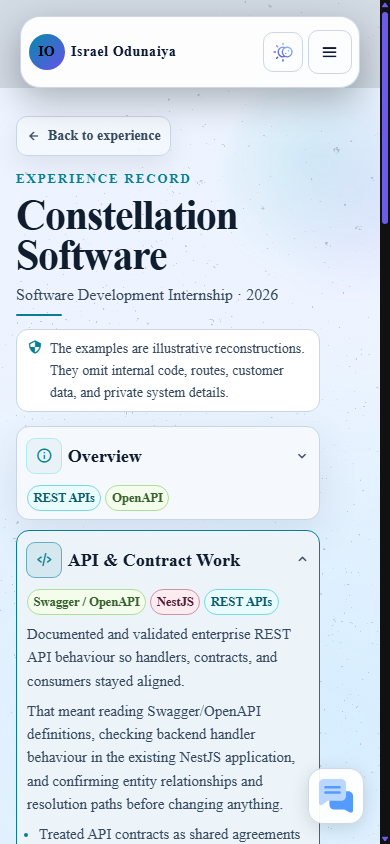 IO Israel Odunaiya
← Back to experience
EXPERIENCE RECORD
Constellation
Software
Software Development Internship · 2026
The examples are illustrative reconstructions.
They omit internal code, routes, customer
data, and private system details.
Overview
REST APIs OpenAPI
API & Contract Work
Swagger / OpenAPI NestJS REST APIs
Documented and validated enterprise REST
API behaviour so handlers, contracts, and
consumers stayed aligned.
That meant reading Swagger/OpenAPI
definitions, checking backend handler
behaviour in the existing NestJS application,
and confirming entity relationships and
resolution paths before changing anything.
• Treated API contracts as shared agreements